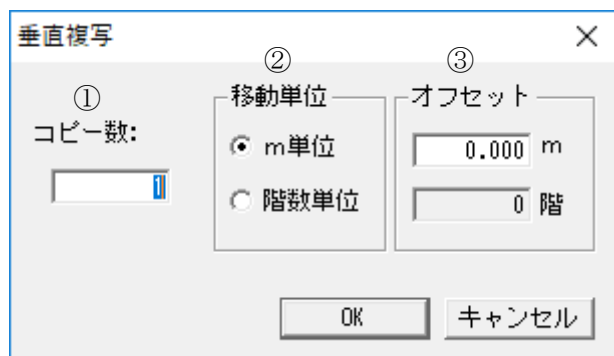 垂直複写
①
コピー数:
1
②
移動単位
m単位
階数単位
③
オフセット
0.000 m
0 階
OK
キャンセル